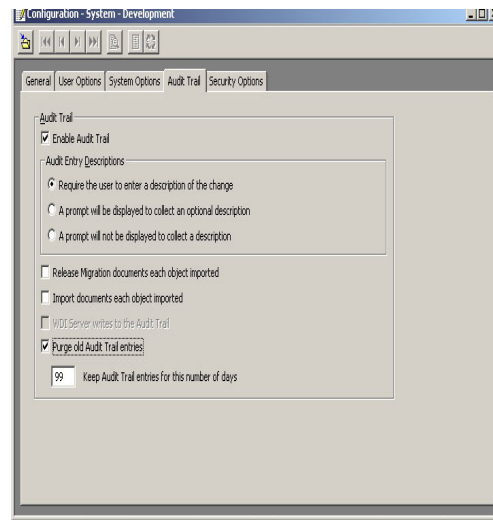 Configuration - System - Development
General User Options System Options Audit Trail Security Options
Audit Trail
Enable Audit Trail
Audit Entry Descriptions
Require the user to enter a description of the change
A prompt will be displayed to collect an optional description
A prompt will not be displayed to collect a description
Release Migration documents each object imported
Import documents each object imported
WDI Server writes to the Audit Trail
Purge old Audit Trail entries
99 Keep Audit Trail entries for this number of days